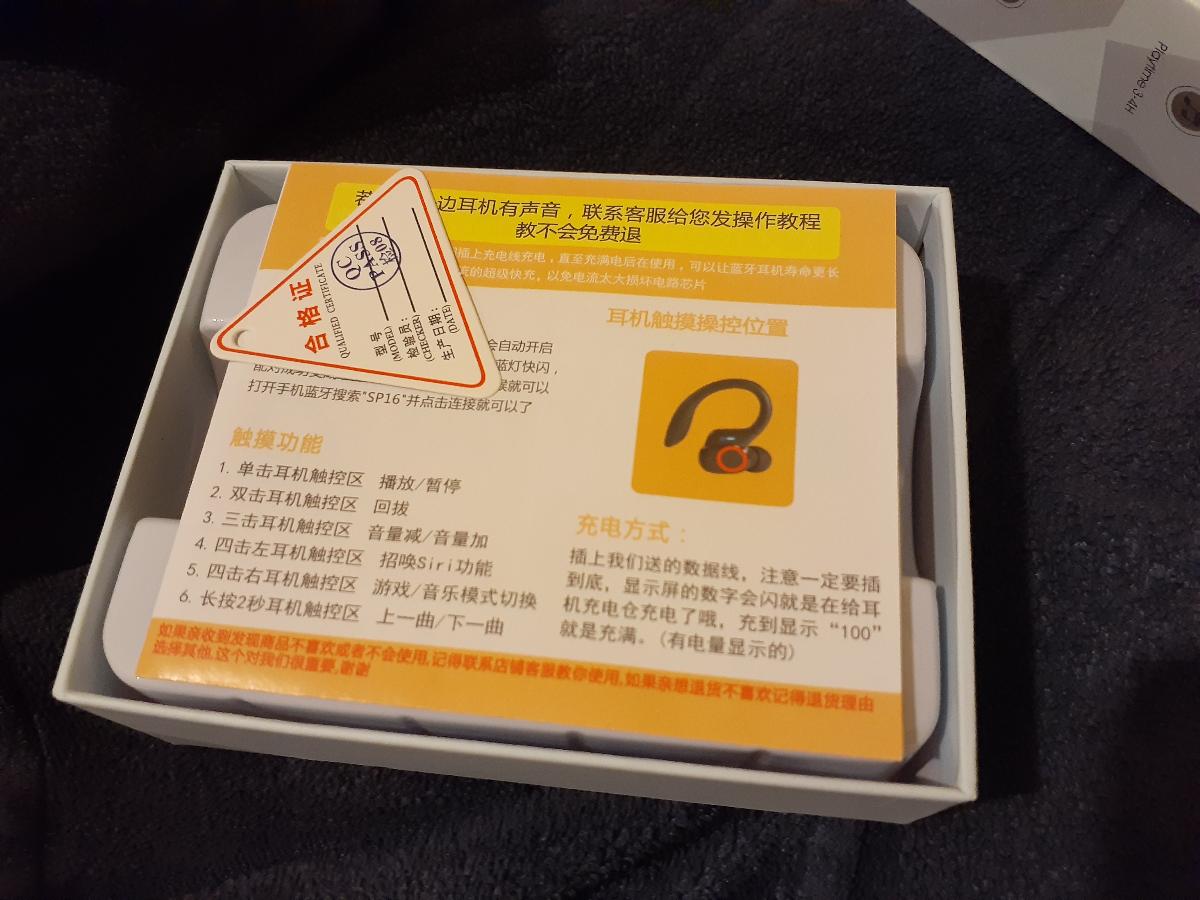 Playtime 3-4H
边耳机有声音，联系客服给您发操作教程
教不会免费退
插上充电线充电，直至充满电后在使用，可以让蓝牙耳机寿命更长
的超级快充，以免电流太大损坏电路芯片
合格证
QUALIFIED CERTIFICATE
QC
PASS
型号
(MODEL)
检验员：
(CHECKER)
生产日期：
(DATE)
会自动开启
蓝灯快闪，
就可以
打开手机蓝牙搜索"SP16"并点击连接就可以了
触摸功能
1. 单击耳机触控区 播放/暂停
2. 双击耳机触控区 回拔
3. 三击耳机触控区 音量减/音量加
4. 四击左耳机触控区 招唤Siri功能
5. 四击右耳机触控区 游戏/音乐模式切换
6. 长按2秒耳机触控区 上一曲/下一曲
耳机触摸操控位置
充电方式：
插上我们送的数据线，注意一定要插
到底，显示屏的数字会闪就是在给耳
机充电仓充电了哦，充到显示“100”
就是充满。(有电量显示的)
如果亲收到发现商品不喜欢或者不会使用,记得联系店铺客服教你使用,如果亲想退货不喜欢记得退货理由
选择其他,这个对我们很重要,谢谢